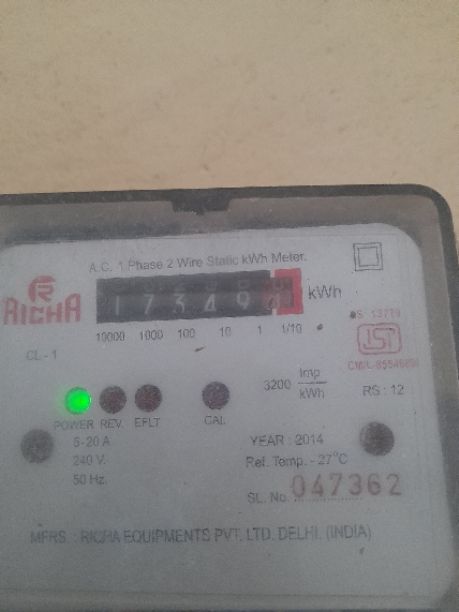 A.C. 1 Phase 2 Wire Static kWh Meter.
RICHA
17349
kWh
10000 1000 100 10 1 1/10
CL - 1
ISI
3200 Imp/kWh
RS : 12
POWER REV. EFLT CAL
5-20 A
240 V.
50 Hz.
YEAR : 2014
Ref. Temp. - 27°C
SL. No. 047362
MFRS. : RICHA EQUIPMENTS PVT. LTD. DELHI. (INDIA)